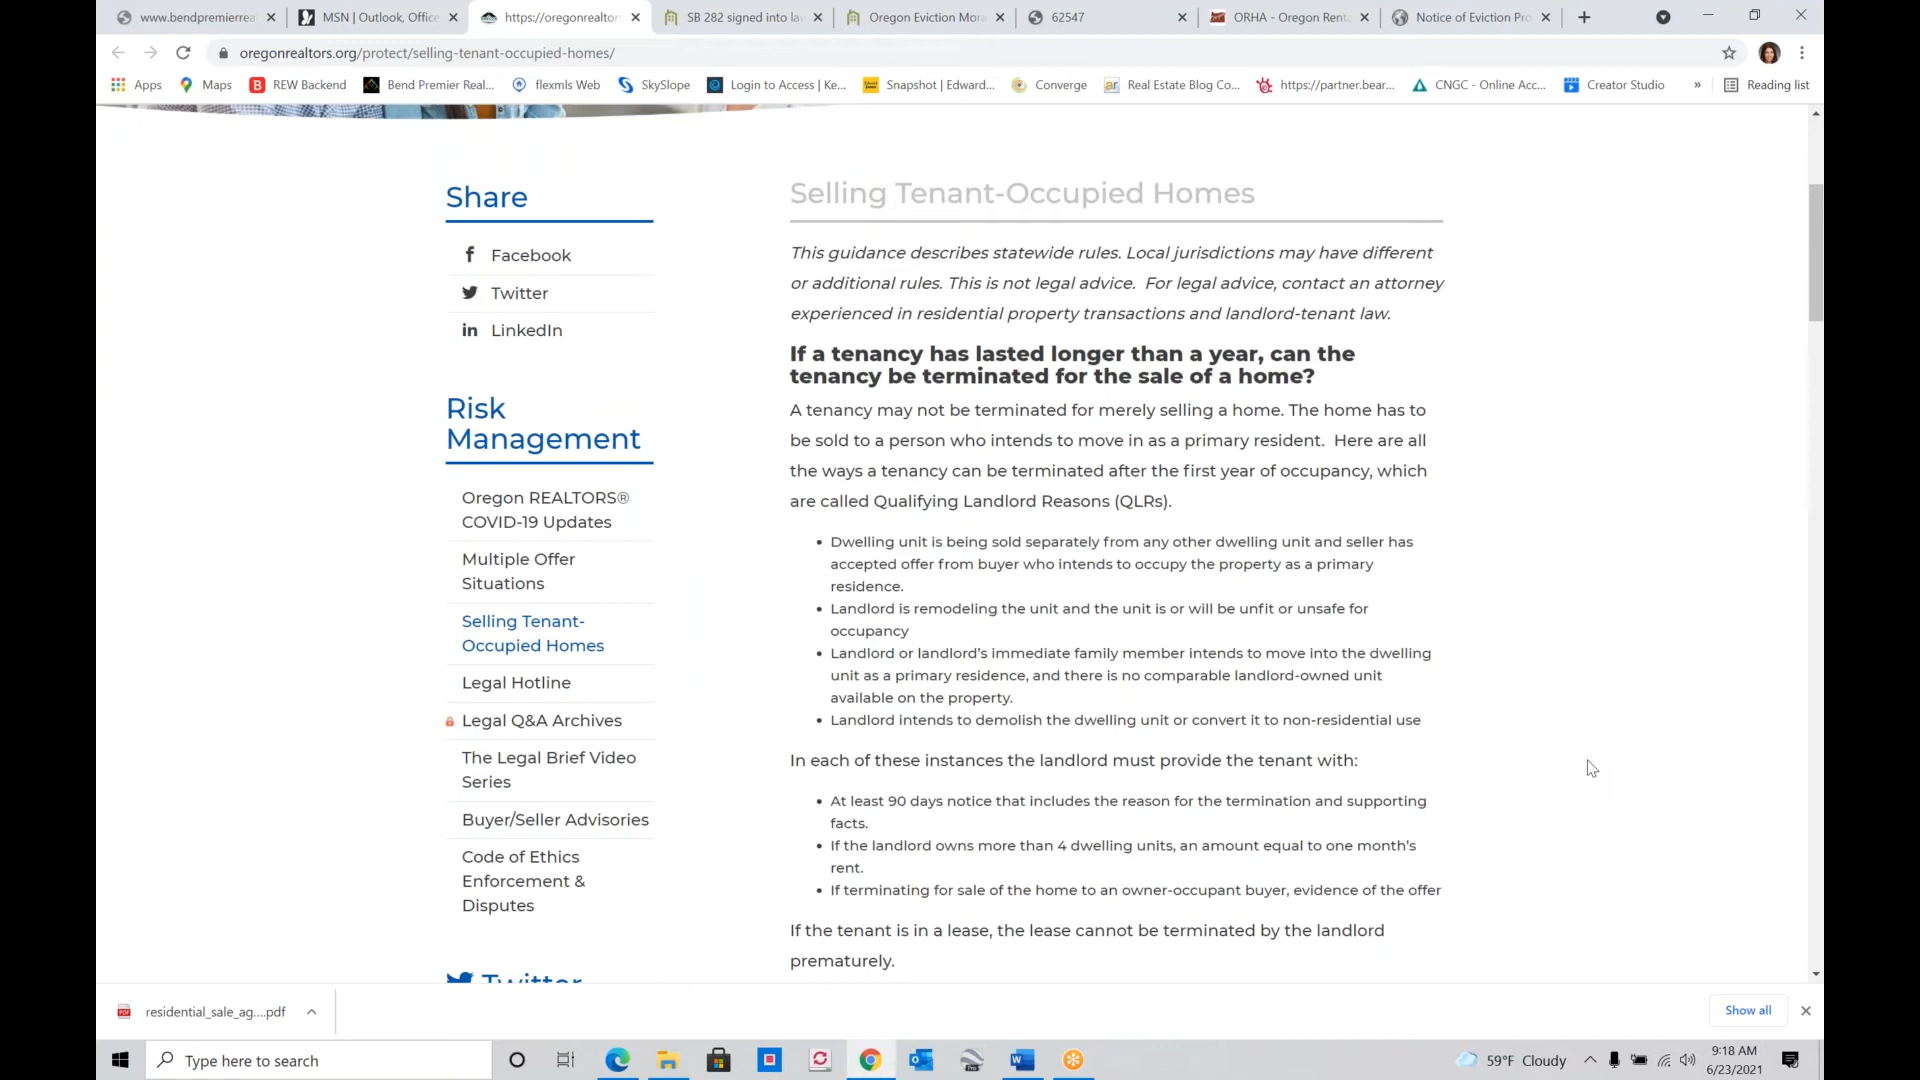 www.bendpremierrea
MSN | Outlook, Office
https://oregonrealtors
SB 282 signed into law
Oregon Eviction Mora
62547
ORHA - Oregon Renta
Notice of Eviction Pro
oregonrealtors.org/protect/selling-tenant-occupied-homes/
Apps
Maps
REW Backend
Bend Premier Real...
flexmls Web
SkySlope
Login to Access | Ke...
Snapshot | Edward...
Converge
Real Estate Blog Co...
https://partner.bear...
CNGC - Online Acc...
Creator Studio
»
Reading list
Share
Facebook
Twitter
LinkedIn
Risk
Management
Oregon REALTORS®
COVID-19 Updates
Multiple Offer
Situations
Selling Tenant-
Occupied Homes
Legal Hotline
Legal Q&A Archives
The Legal Brief Video
Series
Buyer/Seller Advisories
Code of Ethics
Enforcement &
Disputes
Twitter
Selling Tenant-Occupied Homes
This guidance describes statewide rules. Local jurisdictions may have different
or additional rules. This is not legal advice.  For legal advice, contact an attorney
experienced in residential property transactions and landlord-tenant law.
If a tenancy has lasted longer than a year, can the
tenancy be terminated for the sale of a home?
A tenancy may not be terminated for merely selling a home. The home has to
be sold to a person who intends to move in as a primary resident.  Here are all
the ways a tenancy can be terminated after the first year of occupancy, which
are called Qualifying Landlord Reasons (QLRs).
• Dwelling unit is being sold separately from any other dwelling unit and seller has
accepted offer from buyer who intends to occupy the property as a primary
residence.
• Landlord is remodeling the unit and the unit is or will be unfit or unsafe for
occupancy
• Landlord or landlord's immediate family member intends to move into the dwelling
unit as a primary residence, and there is no comparable landlord-owned unit
available on the property.
• Landlord intends to demolish the dwelling unit or convert it to non-residential use
In each of these instances the landlord must provide the tenant with:
• At least 90 days notice that includes the reason for the termination and supporting
facts.
• If the landlord owns more than 4 dwelling units, an amount equal to one month's
rent.
• If terminating for sale of the home to an owner-occupant buyer, evidence of the offer
If the tenant is in a lease, the lease cannot be terminated by the landlord
prematurely.
residential_sale_ag....pdf
Show all
Type here to search
59°F Cloudy
9:18 AM
6/23/2021